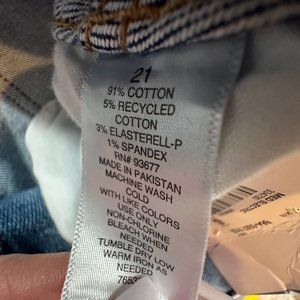 21
91% COTTON
5% RECYCLED
COTTON
3% ELASTERELL-P
1% SPANDEX
RN# 93677
MADE IN PAKISTAN
MACHINE WASH
COLD
WITH LIKE COLORS
USE ONLY
NON-CHLORINE
BLEACH WHEN
NEEDED
TUMBLE DRY LOW
WARM IRON AS
NEEDED